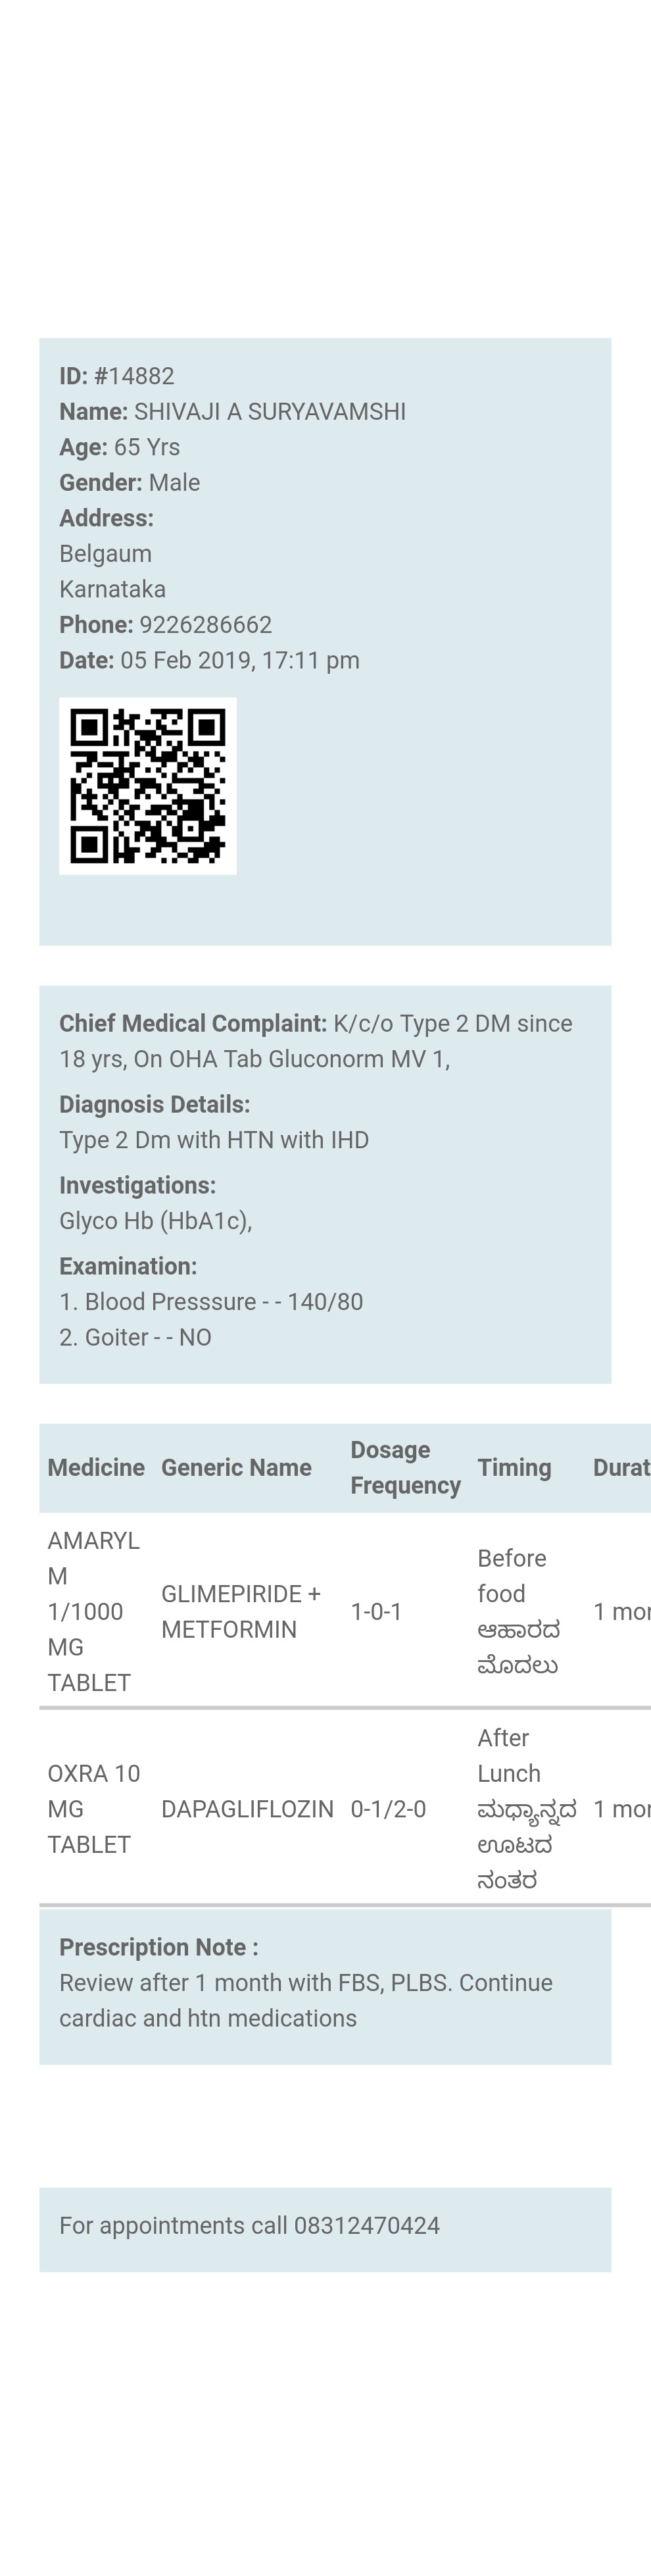 ID: #14882
Name: SHIVAJI A SURYAVAMSHI
Age: 65 Yrs
Gender: Male
Address:
Belgaum
Karnataka
Phone: 9226286662
Date: 05 Feb 2019, 17:11 pm
Chief Medical Complaint: K/c/o Type 2 DM since
18 yrs, On OHA Tab Gluconorm MV 1,
Diagnosis Details:
Type 2 Dm with HTN with IHD
Investigations:
Glyco Hb (HbA1c),
Examination:
1. Blood Presssure - - 140/80
2. Goiter - - NO
Medicine
Generic Name
Dosage
Frequency
Timing
Durat
AMARYL
M
1/1000
MG
TABLET
GLIMEPIRIDE +
METFORMIN
1-0-1
Before
food
ಆಹಾರದ
ಮೊದಲು
1 mor
OXRA 10
MG
TABLET
DAPAGLIFLOZIN
0-1/2-0
After
Lunch
ಮಧ್ಯಾನ್ನದ
ಊಟದ
ನಂತರ
1 mor
Prescription Note :
Review after 1 month with FBS, PLBS. Continue
cardiac and htn medications
For appointments call 08312470424